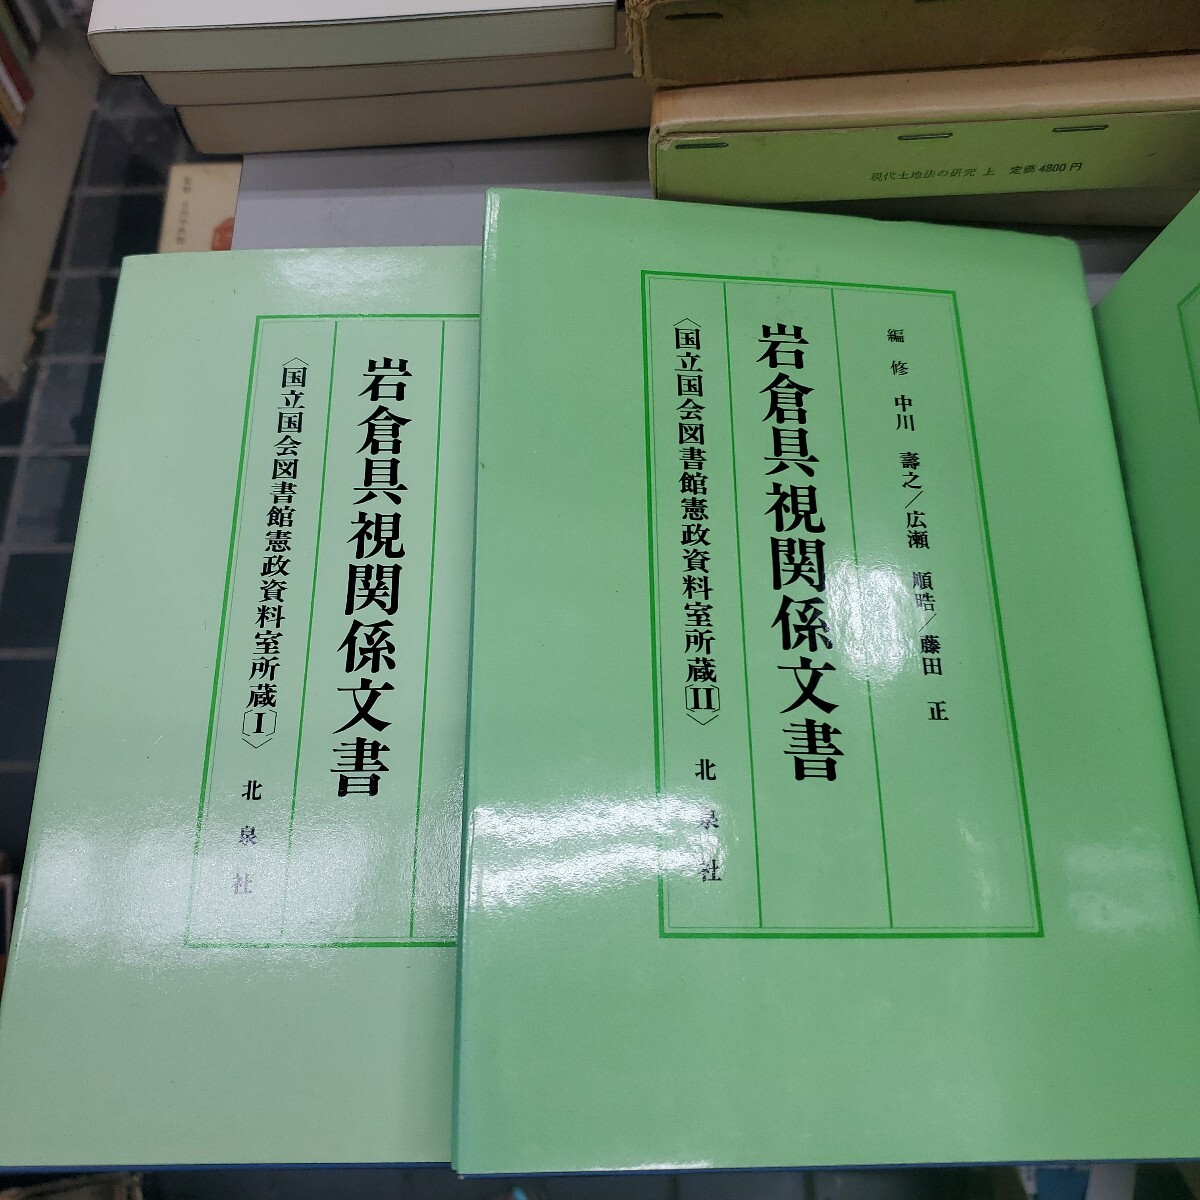 現代土地法の研究 上 定価4800円
編修 中川 壽之/広瀬 順晧/藤田 正
岩倉具視関係文書
〈国立国会図書館憲政資料室所蔵〔II〕〉
北泉社
岩倉具視関係文書
〈国立国会図書館憲政資料室所蔵〔I〕〉
北泉社